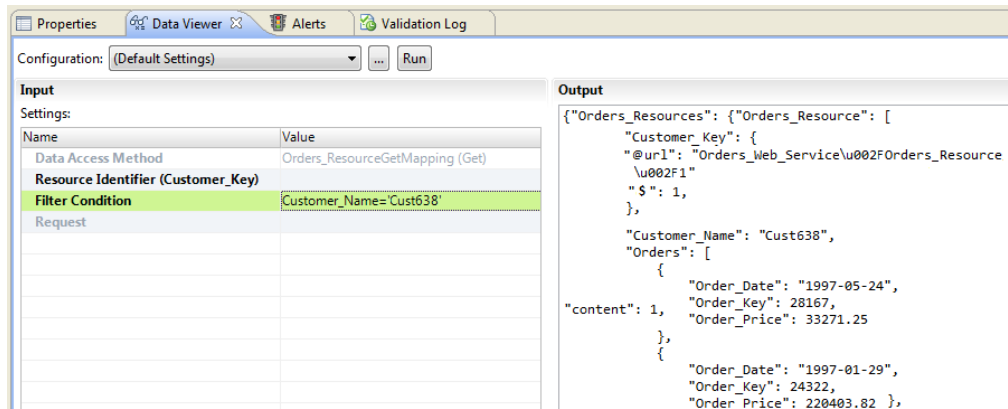 Properties Data Viewer Alerts Validation Log
Configuration: (Default Settings) ... Run
Input
Settings:
Name Value
Data Access Method Orders_ResourceGetMapping (Get)
Resource Identifier (Customer_Key)
Filter Condition Customer_Name='Cust638'
Request
Output
{"Orders_Resources": {"Orders_Resource": [
"Customer_Key": {
"@url": "Orders_Web_Service\u002FOrders_Resource
\u002F1"
"$": 1,
},
"Customer_Name": "Cust638",
"Orders": [
{
"Order_Date": "1997-05-24",
"content": 1, "Order_Key": 28167,
"Order_Price": 33271.25
},
{
"Order_Date": "1997-01-29",
"Order_Key": 24322,
"Order_Price": 220403.82 },